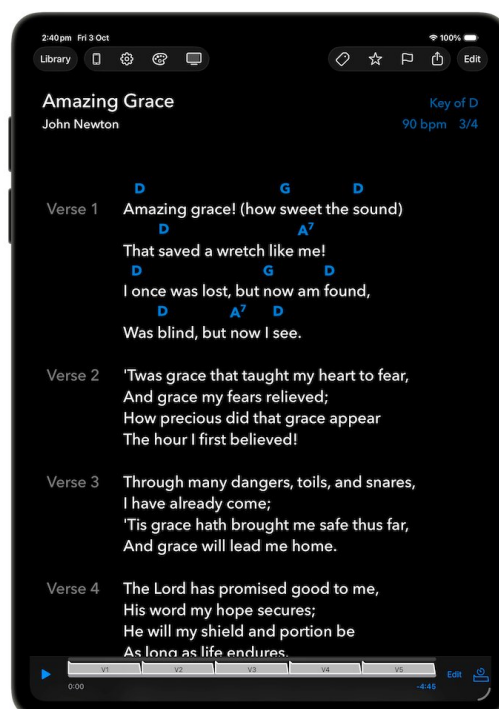 2:40pm Fri 3 Oct 100%
Library Edit
Amazing Grace Key of D
John Newton 90 bpm 3/4
D G D
Verse 1 Amazing grace! (how sweet the sound)
D A7
That saved a wretch like me!
D G D
I once was lost, but now am found,
D A7 D
Was blind, but now I see.
Verse 2 'Twas grace that taught my heart to fear,
And grace my fears relieved;
How precious did that grace appear
The hour I first believed!
Verse 3 Through many dangers, toils, and snares,
I have already come;
'Tis grace hath brought me safe thus far,
And grace will lead me home.
Verse 4 The Lord has promised good to me,
His word my hope secures;
He will my shield and portion be
As long as life endures.
V1 V2 V3 V4 V5 Edit
0:00 -4:45